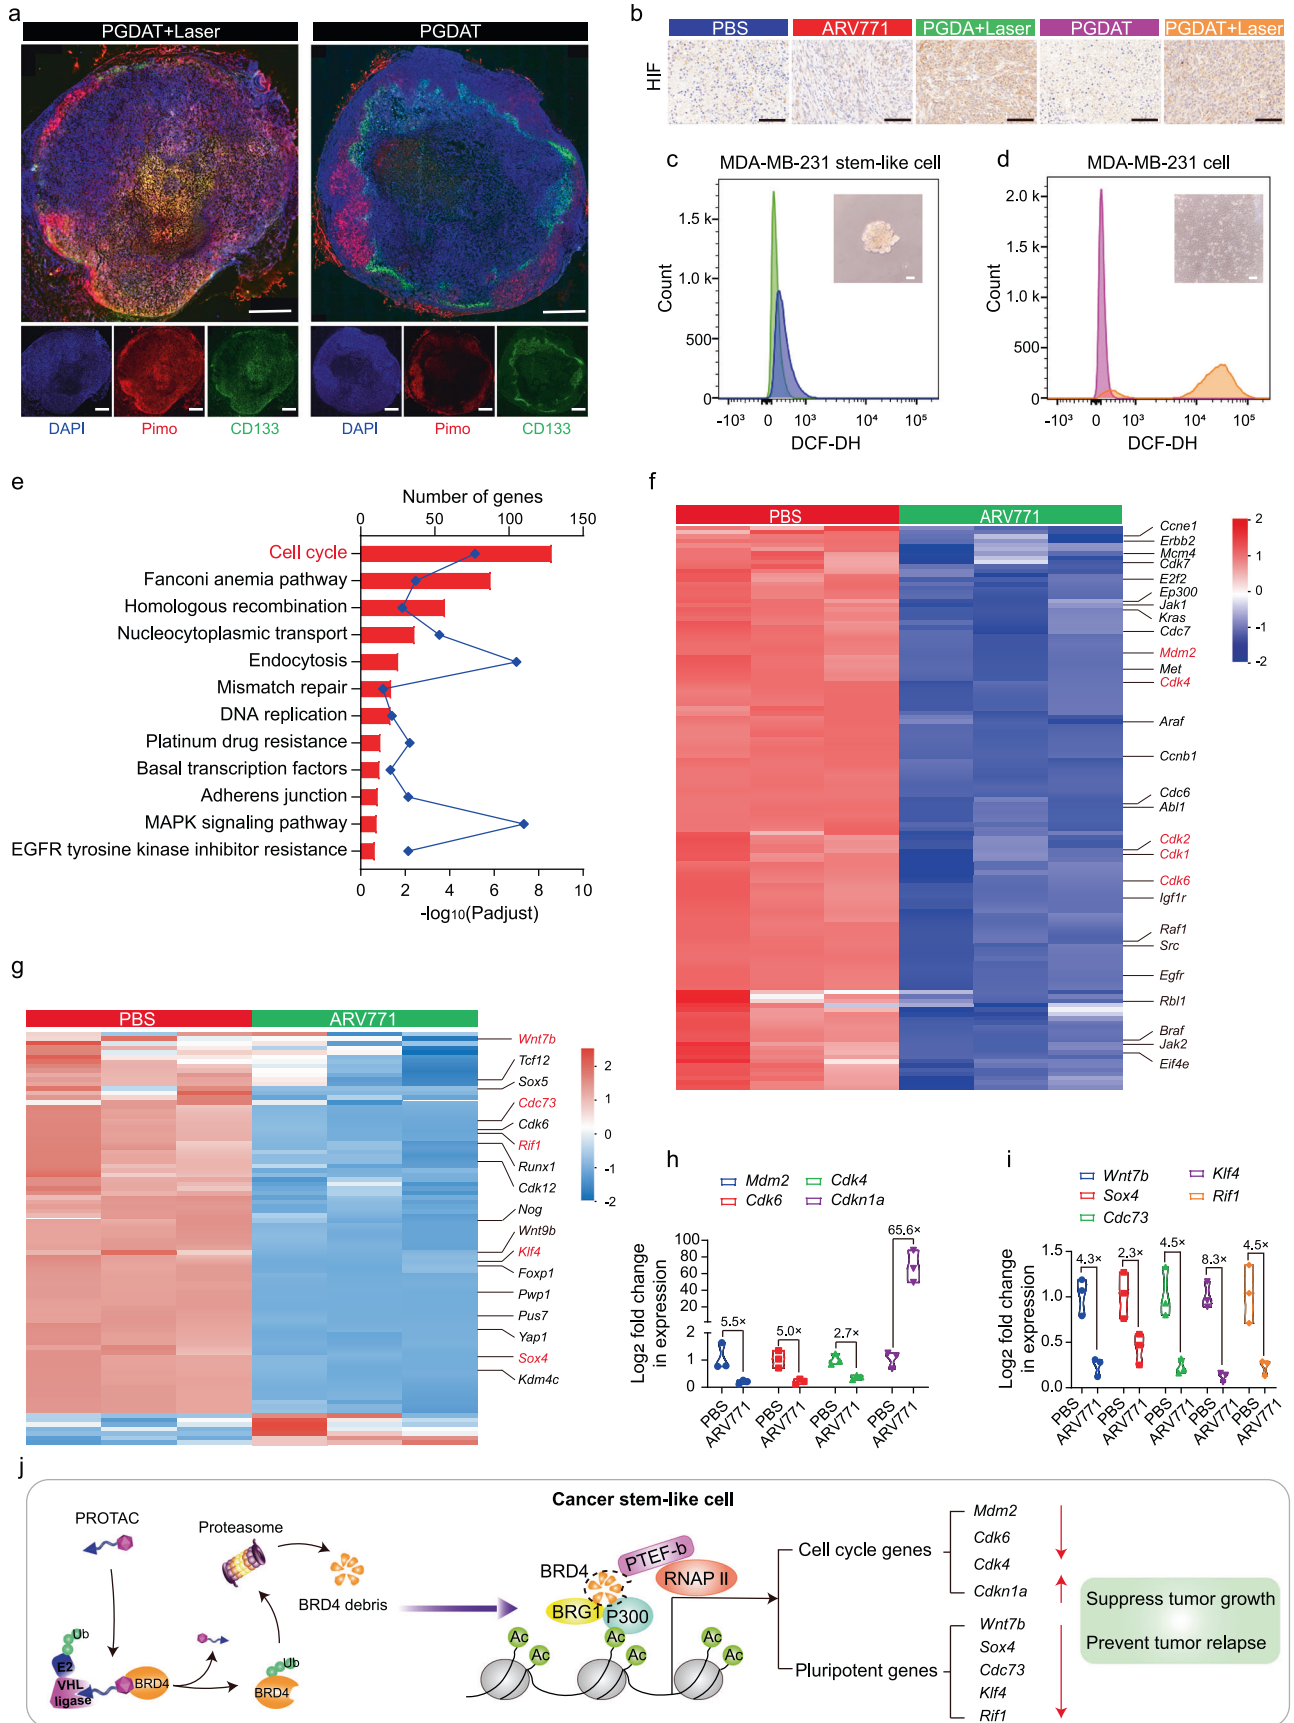 a
PGDAT+Laser
PGDAT
DAPI
Pimo
CD133
DAPI
Pimo
CD133
b
PBS
ARV771
PGDA+Laser
PGDAT
PGDAT+Laser
HIF
c
MDA-MB-231 stem-like cell
Count
1.5 k
1.0 k
500
0
-10³
0
10³
10⁴
10⁵
DCF-DH
d
MDA-MB-231 cell
Count
2.0 k
1.5 k
1.0 k
500
0
-10³
0
10³
10⁴
10⁵
DCF-DH
e
Number of genes
0
50
100
150
Cell cycle
Fanconi anemia pathway
Homologous recombination
Nucleocytoplasmic transport
Endocytosis
Mismatch repair
DNA replication
Platinum drug resistance
Basal transcription factors
Adherens junction
MAPK signaling pathway
EGFR tyrosine kinase inhibitor resistance
0
2
4
6
8
10
-log₁₀(Padjust)
f
PBS
ARV771
Ccne1
Erbb2
Mcm4
Cdk7
E2f2
Ep300
Jak1
Kras
Cdc7
Mdm2
Met
Cdk4
Araf
Ccnb1
Cdc6
Abl1
Cdk2
Cdk1
Cdk6
Igf1r
Raf1
Src
Egfr
Rbl1
Braf
Jak2
Eif4e
2
1
0
-1
-2
g
PBS
ARV771
Wnt7b
Tcf12
Sox5
Cdc73
Cdk6
Rif1
Runx1
Cdk12
Nog
Wnt9b
Klf4
Foxp1
Pwp1
Pus7
Yap1
Sox4
Kdm4c
2
1
0
-1
-2
h
Mdm2
Cdk4
Cdk6
Cdkn1a
Log₂ fold change
in expression
100
80
60
40
20
2
1
0
5.5×
5.0×
2.7×
65.6×
PBS
ARV771
PBS
ARV771
PBS
ARV771
PBS
ARV771
i
Wnt7b
Klf4
Sox4
Rif1
Cdc73
Log₂ fold change
in expression
1.5
1.0
0.5
0.0
4.3×
2.3×
4.5×
8.3×
4.5×
PBS
ARV771
PBS
ARV771
PBS
ARV771
PBS
ARV771
PBS
ARV771
j
Cancer stem-like cell
PROTAC
Proteasome
BRD4 debris
Ub
E2
VHL
ligase
BRD4
Ub
BRD4
BRD4
PTEF-b
RNAP II
BRG1
P300
Ac
Ac
Ac
Ac
Ac
Ac
Cell cycle genes
Mdm2
Cdk6
Cdk4
Cdkn1a
Pluripotent genes
Wnt7b
Sox4
Cdc73
Klf4
Rif1
Suppress tumor growth
Prevent tumor relapse